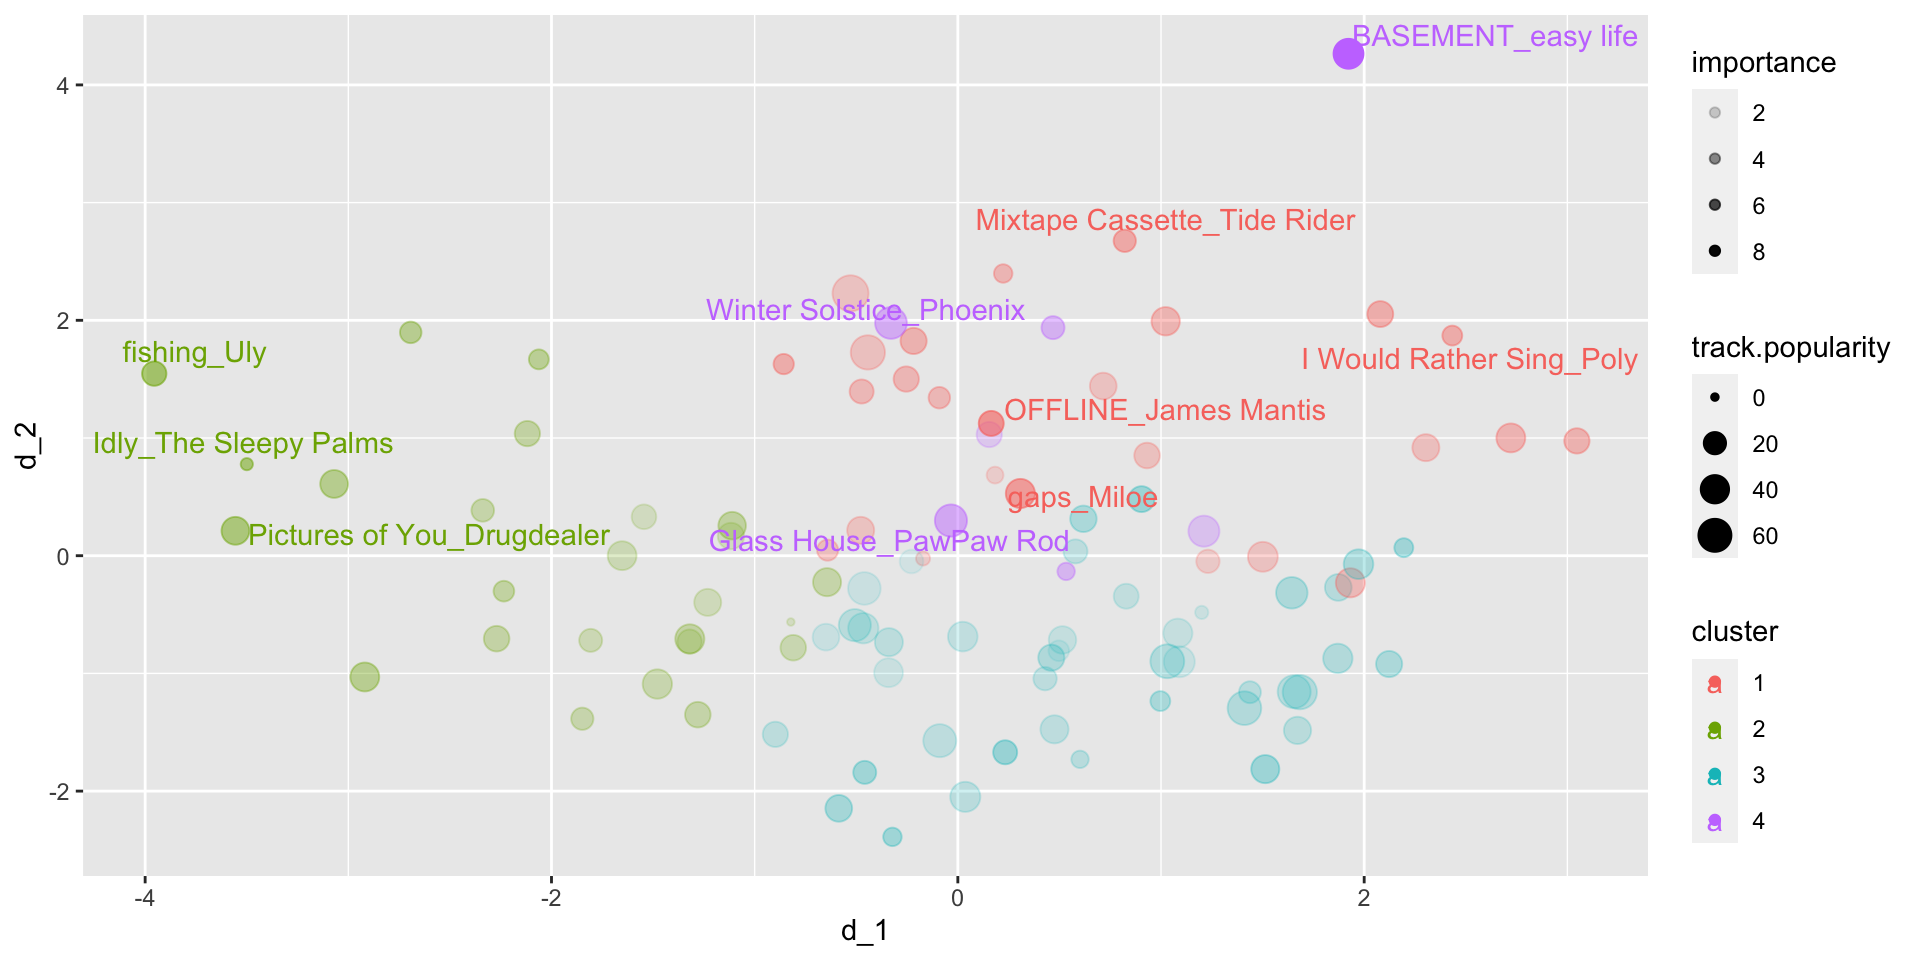 BASEMENT_easy life
Mixtape Cassette_Tide Rider
Winter Solstice_Phoenix
fishing_Uly
I Would Rather Sing_Poly
OFFLINE_James Mantis
Idly_The Sleepy Palms
gaps_Miloe
Pictures of You_Drugdealer
Glass House_PawPaw Rod
4
2
0
-2
d_2
-4
-2
0
2
d_1
importance
2
4
6
8
track.popularity
0
20
40
60
cluster
a 1
a 2
a 3
a 4